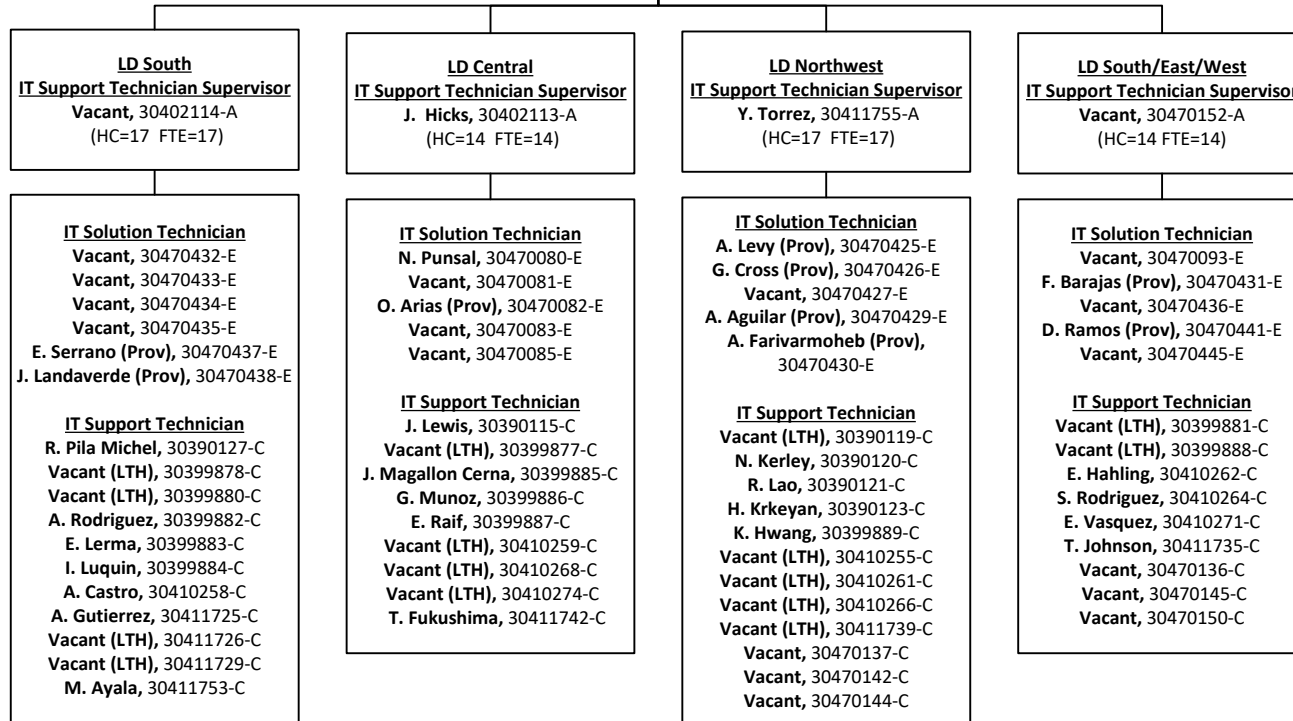 LD South
IT Support Technician Supervisor
Vacant, 30402114-A
(HC=17 FTE=17)
IT Solution Technician
Vacant, 30470432-E
Vacant, 30470433-E
Vacant, 30470434-E
Vacant, 30470435-E
E. Serrano (Prov), 30470437-E
J. Landaverde (Prov), 30470438-E
IT Support Technician
R. Pila Michel, 30390127-C
Vacant (LTH), 30399878-C
Vacant (LTH), 30399880-C
A. Rodriguez, 30399882-C
E. Lerma, 30399883-C
I. Luquin, 30399884-C
A. Castro, 30410258-C
A. Gutierrez, 30411725-C
Vacant (LTH), 30411726-C
Vacant (LTH), 30411729-C
M. Ayala, 30411753-C
LD Central
IT Support Technician Supervisor
J. Hicks, 30402113-A
(HC=14 FTE=14)
IT Solution Technician
N. Punsal, 30470080-E
Vacant, 30470081-E
O. Arias (Prov), 30470082-E
Vacant, 30470083-E
Vacant, 30470085-E
IT Support Technician
J. Lewis, 30390115-C
Vacant (LTH), 30399877-C
J. Magallon Cerna, 30399885-C
G. Munoz, 30399886-C
E. Raif, 30399887-C
Vacant (LTH), 30410259-C
Vacant (LTH), 30410268-C
Vacant (LTH), 30410274-C
T. Fukushima, 30411742-C
LD Northwest
IT Support Technician Supervisor
Y. Torrez, 30411755-A
(HC=17 FTE=17)
IT Solution Technician
A. Levy (Prov), 30470425-E
G. Cross (Prov), 30470426-E
Vacant, 30470427-E
A. Aguilar (Prov), 30470429-E
A. Farivarmoheb (Prov),
30470430-E
IT Support Technician
Vacant (LTH), 30390119-C
N. Kerley, 30390120-C
R. Lao, 30390121-C
H. Krkeyan, 30390123-C
K. Hwang, 30399889-C
Vacant (LTH), 30410255-C
Vacant (LTH), 30410261-C
Vacant (LTH), 30410266-C
Vacant (LTH), 30411739-C
Vacant, 30470137-C
Vacant, 30470142-C
Vacant, 30470144-C
LD South/East/West
IT Support Technician Supervisor
Vacant, 30470152-A
(HC=14 FTE=14)
IT Solution Technician
Vacant, 30470093-E
F. Barajas (Prov), 30470431-E
Vacant, 30470436-E
D. Ramos (Prov), 30470441-E
Vacant, 30470445-E
IT Support Technician
Vacant (LTH), 30399881-C
Vacant (LTH), 30399888-C
E. Hahling, 30410262-C
S. Rodriguez, 30410264-C
E. Vasquez, 30410271-C
T. Johnson, 30411735-C
Vacant, 30470136-C
Vacant, 30470145-C
Vacant, 30470150-C